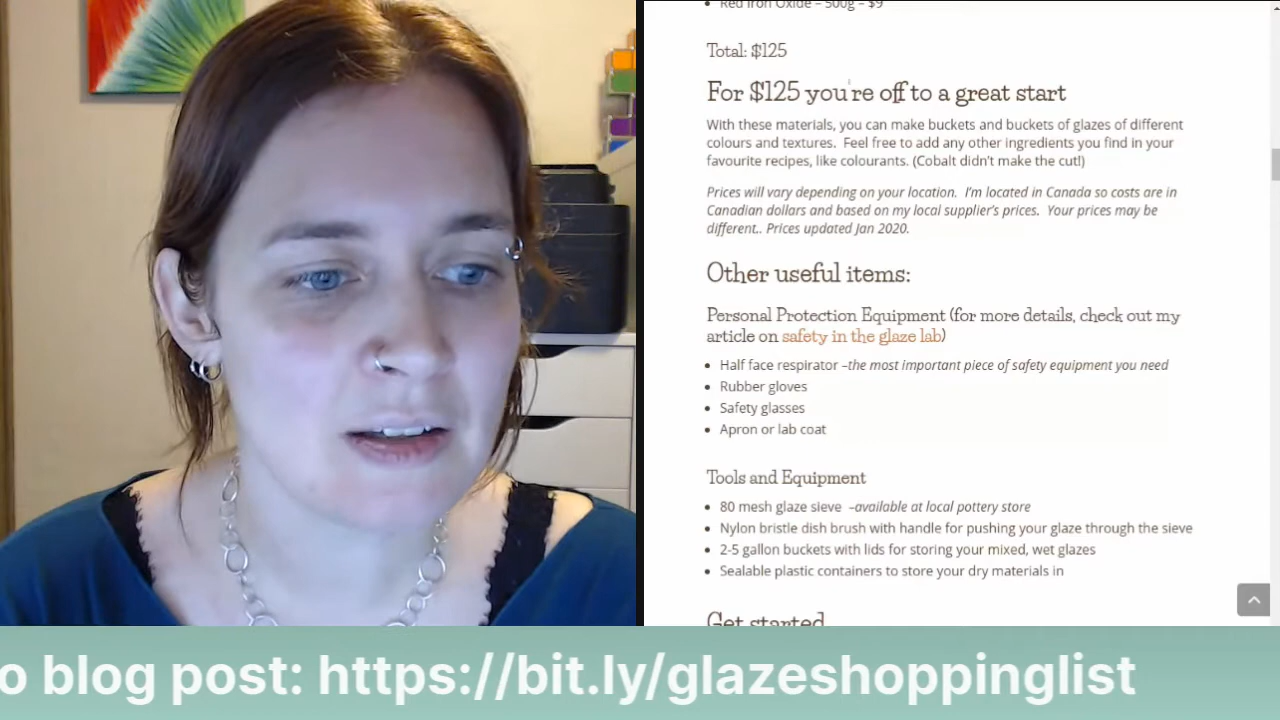 Red Iron Oxide – 500g – $9
Total: $125
For $125 you're off to a great start
With these materials, you can make buckets and buckets of glazes of different
colours and textures. Feel free to add any other ingredients you find in your
favourite recipes, like colourants. (Cobalt didn't make the cut!)
Prices will vary depending on your location. I'm located in Canada so costs are in
Canadian dollars and based on my local supplier's prices. Your prices may be
different.. Prices updated Jan 2020.
Other useful items:
Personal Protection Equipment (for more details, check out my
article on safety in the glaze lab)
Half face respirator –the most important piece of safety equipment you need
Rubber gloves
Safety glasses
Apron or lab coat
Tools and Equipment
80 mesh glaze sieve –available at local pottery store
Nylon bristle dish brush with handle for pushing your glaze through the sieve
2-5 gallon buckets with lids for storing your mixed, wet glazes
Sealable plastic containers to store your dry materials in
Get started
o blog post: https://bit.ly/glazeshoppinglist